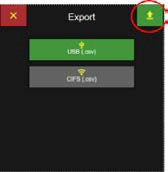 Export
USB (.csv)
CIFS (.csv)